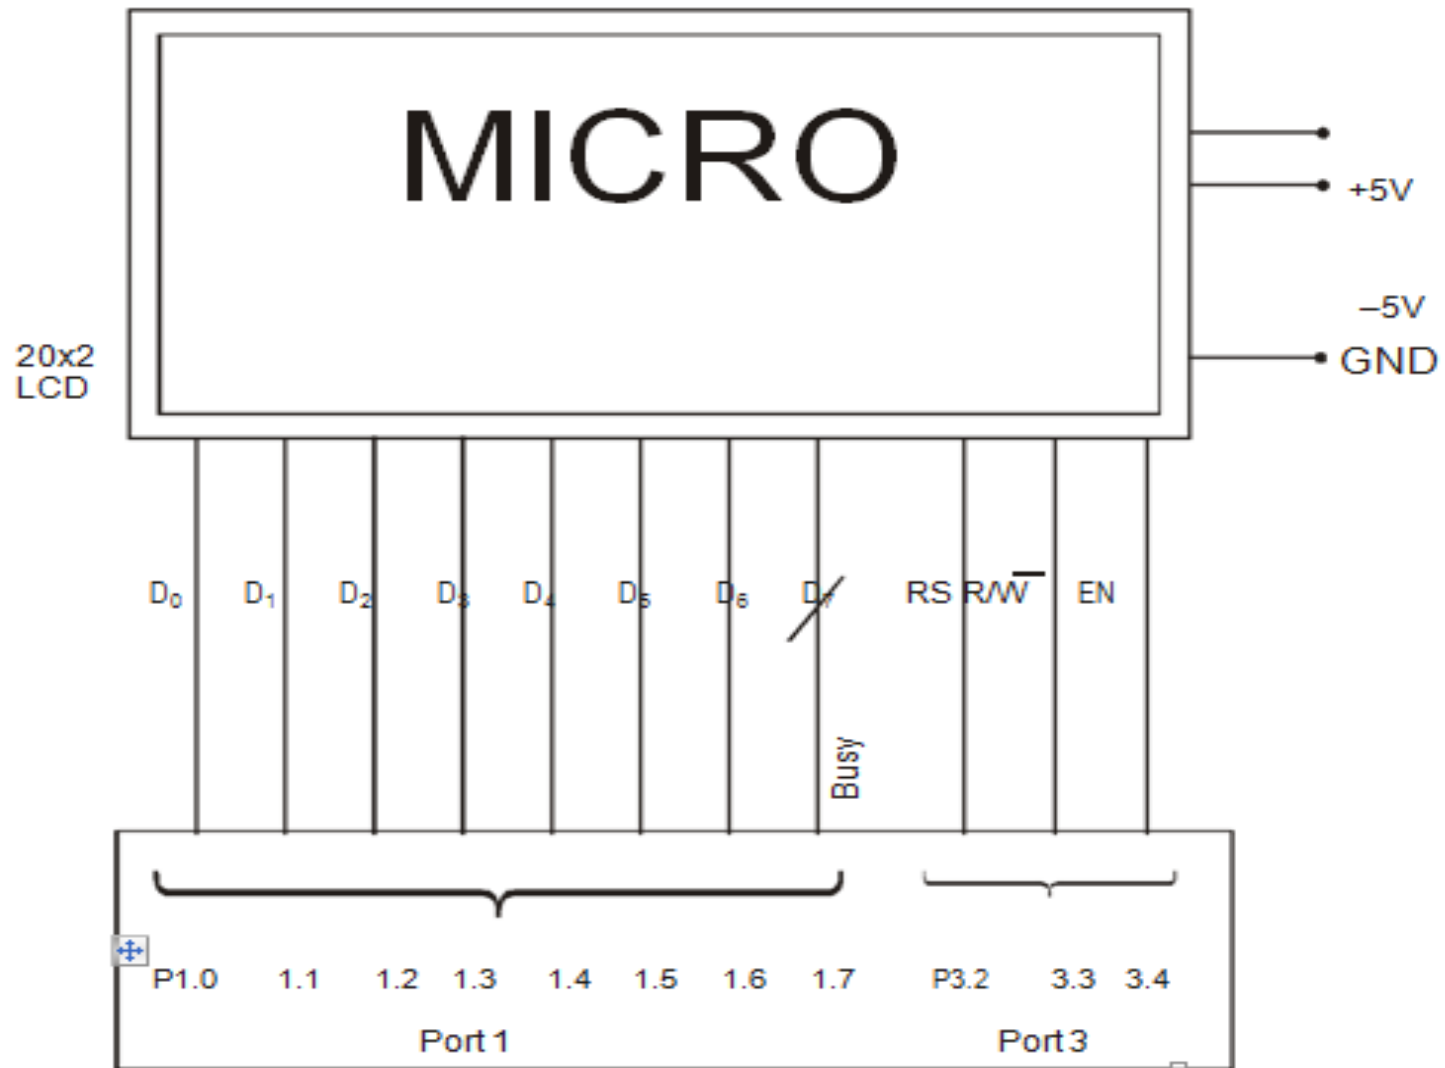 MICRO
+5V
–5V
GND
20x2
LCD
D₀ D₁ D₂ D₃ D₄ D₅ D₆ D₇ RS R/W̅ EN
Busy
P1.0 1.1 1.2 1.3 1.4 1.5 1.6 1.7 P3.2 3.3 3.4
Port 1 Port 3